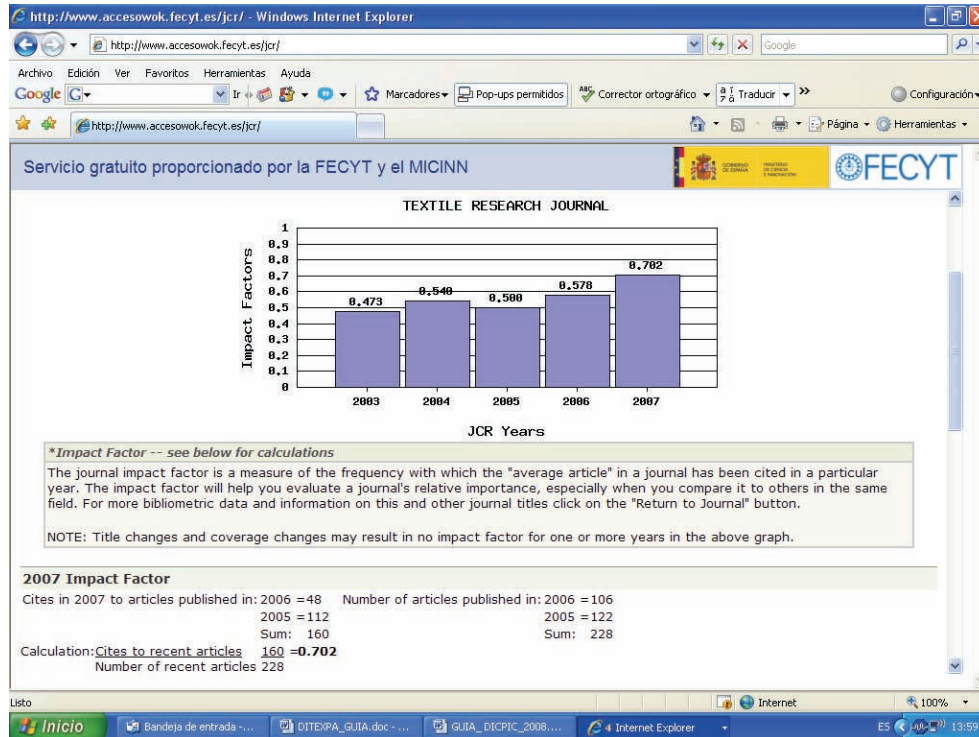 http://www.accesowok.fecyt.es/jcr/ - Windows Internet Explorer
http://www.accesowok.fecyt.es/jcr/
Google
Archivo Edición Ver Favoritos Herramientas Ayuda
Google G Ir Marcadores Pop-ups permitidos Corrector ortográfico Traducir » Configuración
http://www.accesowok.fecyt.es/jcr/ Página Herramientas
Servicio gratuito proporcionado por la FECYT y el MICINN
GOBIERNO DE ESPAÑA MINISTERIO DE CIENCIA E INNOVACIÓN FECYT
TEXTILE RESEARCH JOURNAL
Impact Factors
1
0.9
0.8
0.7
0.6
0.5
0.4
0.3
0.2
0.1
0
0.473 0.540 0.500 0.578 0.702
2003 2004 2005 2006 2007
JCR Years
*Impact Factor -- see below for calculations
The journal impact factor is a measure of the frequency with which the "average article" in a journal has been cited in a particular
year. The impact factor will help you evaluate a journal's relative importance, especially when you compare it to others in the same
field. For more bibliometric data and information on this and other journal titles click on the "Return to Journal" button.
NOTE: Title changes and coverage changes may result in no impact factor for one or more years in the above graph.
2007 Impact Factor
Cites in 2007 to articles published in: 2006 =48 Number of articles published in: 2006 =106
2005 =112 2005 =122
Sum: 160 Sum: 228
Calculation: Cites to recent articles 160 =0.702
Number of recent articles 228
Listo Internet 100%
Inicio Bandeja de entrada -... DITEXPA_GUIA.doc - ... GUIA_ DICPIC_2008.... 4 Internet Explorer ES 13:59